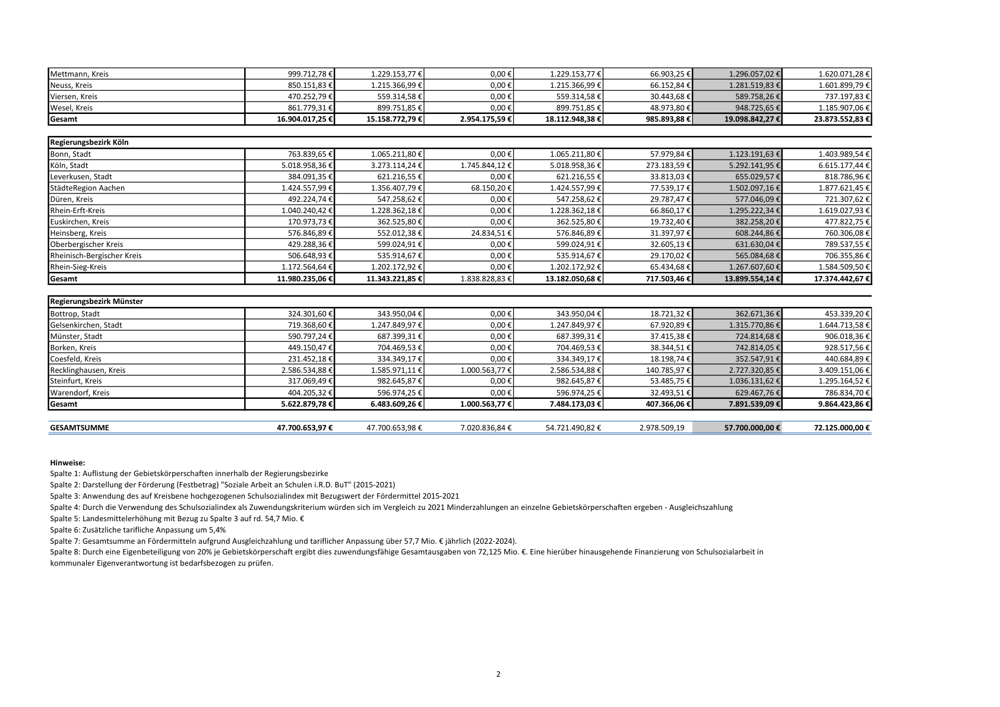 Mettmann, Kreis 999.712,78 € 1.229.153,77 € 0,00 € 1.229.153,77 € 66.903,25 € 1.296.057,02 € 1.620.071,28 €
Neuss, Kreis 850.151,83 € 1.215.366,99 € 0,00 € 1.215.366,99 € 66.152,84 € 1.281.519,83 € 1.601.899,79 €
Viersen, Kreis 470.252,79 € 559.314,58 € 0,00 € 559.314,58 € 30.443,68 € 589.758,26 € 737.197,83 €
Wesel, Kreis 861.779,31 € 899.751,85 € 0,00 € 899.751,85 € 48.973,80 € 948.725,65 € 1.185.907,06 €
Gesamt 16.904.017,25 € 15.158.772,79 € 2.954.175,59 € 18.112.948,38 € 985.893,88 € 19.098.842,27 € 23.873.552,83 €
Regierungsbezirk Köln
Bonn, Stadt 763.839,65 € 1.065.211,80 € 0,00 € 1.065.211,80 € 57.979,84 € 1.123.191,63 € 1.403.989,54 €
Köln, Stadt 5.018.958,36 € 3.273.114,24 € 1.745.844,12 € 5.018.958,36 € 273.183,59 € 5.292.141,95 € 6.615.177,44 €
Leverkusen, Stadt 384.091,35 € 621.216,55 € 0,00 € 621.216,55 € 33.813,03 € 655.029,57 € 818.786,96 €
StädteRegion Aachen 1.424.557,99 € 1.356.407,79 € 68.150,20 € 1.424.557,99 € 77.539,17 € 1.502.097,16 € 1.877.621,45 €
Düren, Kreis 492.224,74 € 547.258,62 € 0,00 € 547.258,62 € 29.787,47 € 577.046,09 € 721.307,62 €
Rhein-Erft-Kreis 1.040.240,42 € 1.228.362,18 € 0,00 € 1.228.362,18 € 66.860,17 € 1.295.222,34 € 1.619.027,93 €
Euskirchen, Kreis 170.973,73 € 362.525,80 € 0,00 € 362.525,80 € 19.732,40 € 382.258,20 € 477.822,75 €
Heinsberg, Kreis 576.846,89 € 552.012,38 € 24.834,51 € 576.846,89 € 31.397,97 € 608.244,86 € 760.306,08 €
Oberbergischer Kreis 429.288,36 € 599.024,91 € 0,00 € 599.024,91 € 32.605,13 € 631.630,04 € 789.537,55 €
Rheinisch-Bergischer Kreis 506.648,93 € 535.914,67 € 0,00 € 535.914,67 € 29.170,02 € 565.084,68 € 706.355,86 €
Rhein-Sieg-Kreis 1.172.564,64 € 1.202.172,92 € 0,00 € 1.202.172,92 € 65.434,68 € 1.267.607,60 € 1.584.509,50 €
Gesamt 11.980.235,06 € 11.343.221,85 € 1.838.828,83 € 13.182.050,68 € 717.503,46 € 13.899.554,14 € 17.374.442,67 €
Regierungsbezirk Münster
Bottrop, Stadt 324.301,60 € 343.950,04 € 0,00 € 343.950,04 € 18.721,32 € 362.671,36 € 453.339,20 €
Gelsenkirchen, Stadt 719.368,60 € 1.247.849,97 € 0,00 € 1.247.849,97 € 67.920,89 € 1.315.770,86 € 1.644.713,58 €
Münster, Stadt 590.797,24 € 687.399,31 € 0,00 € 687.399,31 € 37.415,38 € 724.814,68 € 906.018,36 €
Borken, Kreis 449.150,47 € 704.469,53 € 0,00 € 704.469,53 € 38.344,51 € 742.814,05 € 928.517,56 €
Coesfeld, Kreis 231.452,18 € 334.349,17 € 0,00 € 334.349,17 € 18.198,74 € 352.547,91 € 440.684,89 €
Recklinghausen, Kreis 2.586.534,88 € 1.585.971,11 € 1.000.563,77 € 2.586.534,88 € 140.785,97 € 2.727.320,85 € 3.409.151,06 €
Steinfurt, Kreis 317.069,49 € 982.645,87 € 0,00 € 982.645,87 € 53.485,75 € 1.036.131,62 € 1.295.164,52 €
Warendorf, Kreis 404.205,32 € 596.974,25 € 0,00 € 596.974,25 € 32.493,51 € 629.467,76 € 786.834,70 €
Gesamt 5.622.879,78 € 6.483.609,26 € 1.000.563,77 € 7.484.173,03 € 407.366,06 € 7.891.539,09 € 9.864.423,86 €
GESAMTSUMME 47.700.653,97 € 47.700.653,98 € 7.020.836,84 € 54.721.490,82 € 2.978.509,19 57.700.000,00 € 72.125.000,00 €
Hinweise:
Spalte 1: Auflistung der Gebietskörperschaften innerhalb der Regierungsbezirke
Spalte 2: Darstellung der Förderung (Festbetrag) "Soziale Arbeit an Schulen i.R.D. BuT" (2015-2021)
Spalte 3: Anwendung des auf Kreisbene hochgezogenen Schulsozialindex mit Bezugswert der Fördermittel 2015-2021
Spalte 4: Durch die Verwendung des Schulsozialindex als Zuwendungskriterium würden sich im Vergleich zu 2021 Minderzahlungen an einzelne Gebietskörperschaften ergeben - Ausgleichszahlung
Spalte 5: Landesmittelerhöhung mit Bezug zu Spalte 3 auf rd. 54,7 Mio. €
Spalte 6: Zusätzliche tarifliche Anpassung um 5,4%
Spalte 7: Gesamtsumme an Fördermitteln aufgrund Ausgleichzahlung und tariflicher Anpassung über 57,7 Mio. € jährlich (2022-2024).
Spalte 8: Durch eine Eigenbeteiligung von 20% je Gebietskörperschaft ergibt dies zuwendungsfähige Gesamtausgaben von 72,125 Mio. €. Eine hierüber hinausgehende Finanzierung von Schulsozialarbeit in
kommunaler Eigenverantwortung ist bedarfsbezogen zu prüfen.
2